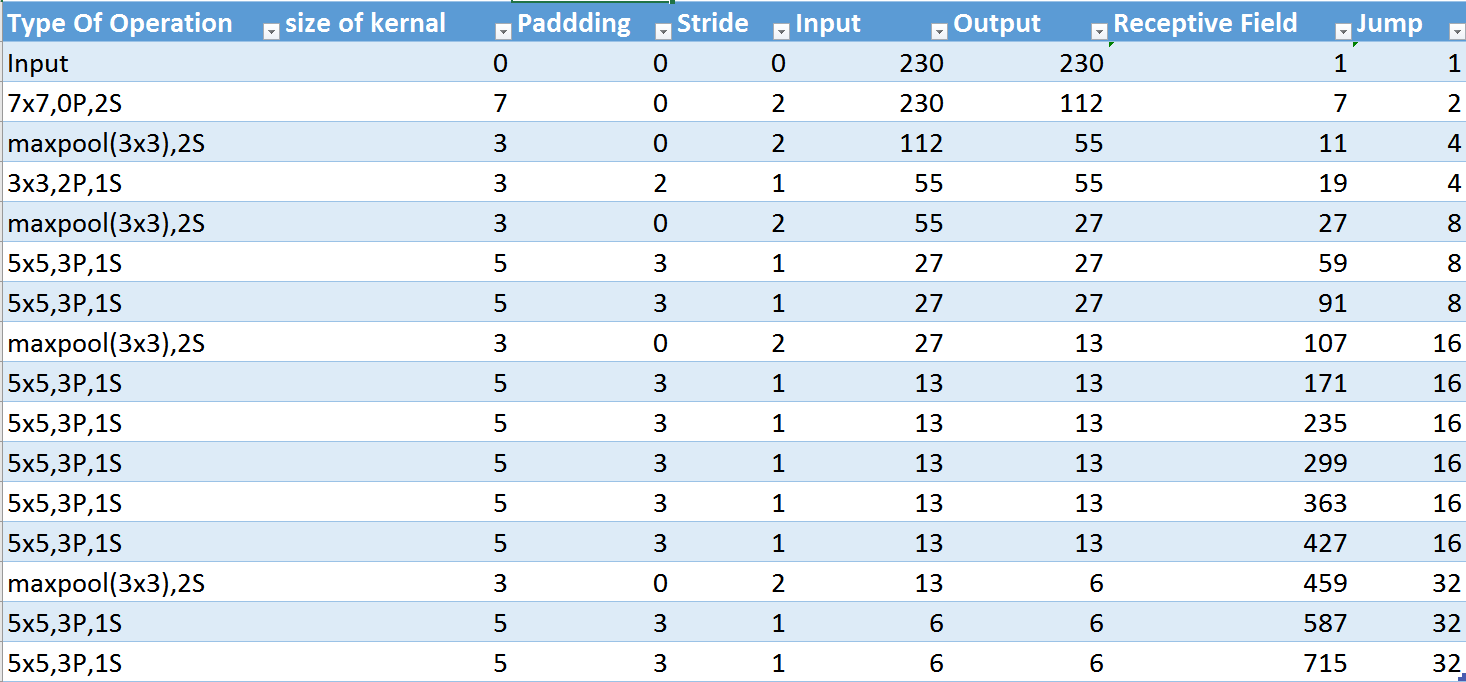 Type Of Operation size of kernal Paddding Stride Input Output Receptive Field Jump
Input 0 0 0 230 230 1 1
7x7,0P,2S 7 0 2 230 112 7 2
maxpool(3x3),2S 3 0 2 112 55 11 4
3x3,2P,1S 3 2 1 55 55 19 4
maxpool(3x3),2S 3 0 2 55 27 27 8
5x5,3P,1S 5 3 1 27 27 59 8
5x5,3P,1S 5 3 1 27 27 91 8
maxpool(3x3),2S 3 0 2 27 13 107 16
5x5,3P,1S 5 3 1 13 13 171 16
5x5,3P,1S 5 3 1 13 13 235 16
5x5,3P,1S 5 3 1 13 13 299 16
5x5,3P,1S 5 3 1 13 13 363 16
5x5,3P,1S 5 3 1 13 13 427 16
maxpool(3x3),2S 3 0 2 13 6 459 32
5x5,3P,1S 5 3 1 6 6 587 32
5x5,3P,1S 5 3 1 6 6 715 32